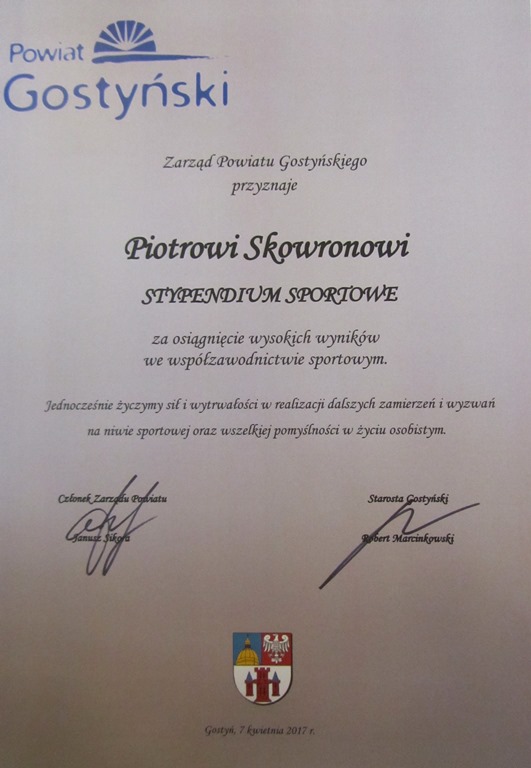 Powiat
Gostyński
Zarząd Powiatu Gostyńskiego
przyznaje
Piotrowi Skowronowi
STYPENDIUM SPORTOWE
za osiągnięcie wysokich wyników
we współzawodnictwie sportowym.
Jednocześnie życzymy sił i wytrwałości w realizacji dalszych zamierzeń i wyzwań
na niwie sportowej oraz wszelkiej pomyślności w życiu osobistym.
Członek Zarządu Powiatu
Janusz Sikora
Starosta Gostyński
Robert Marcinkowski
Gostyń, 7 kwietnia 2017 r.